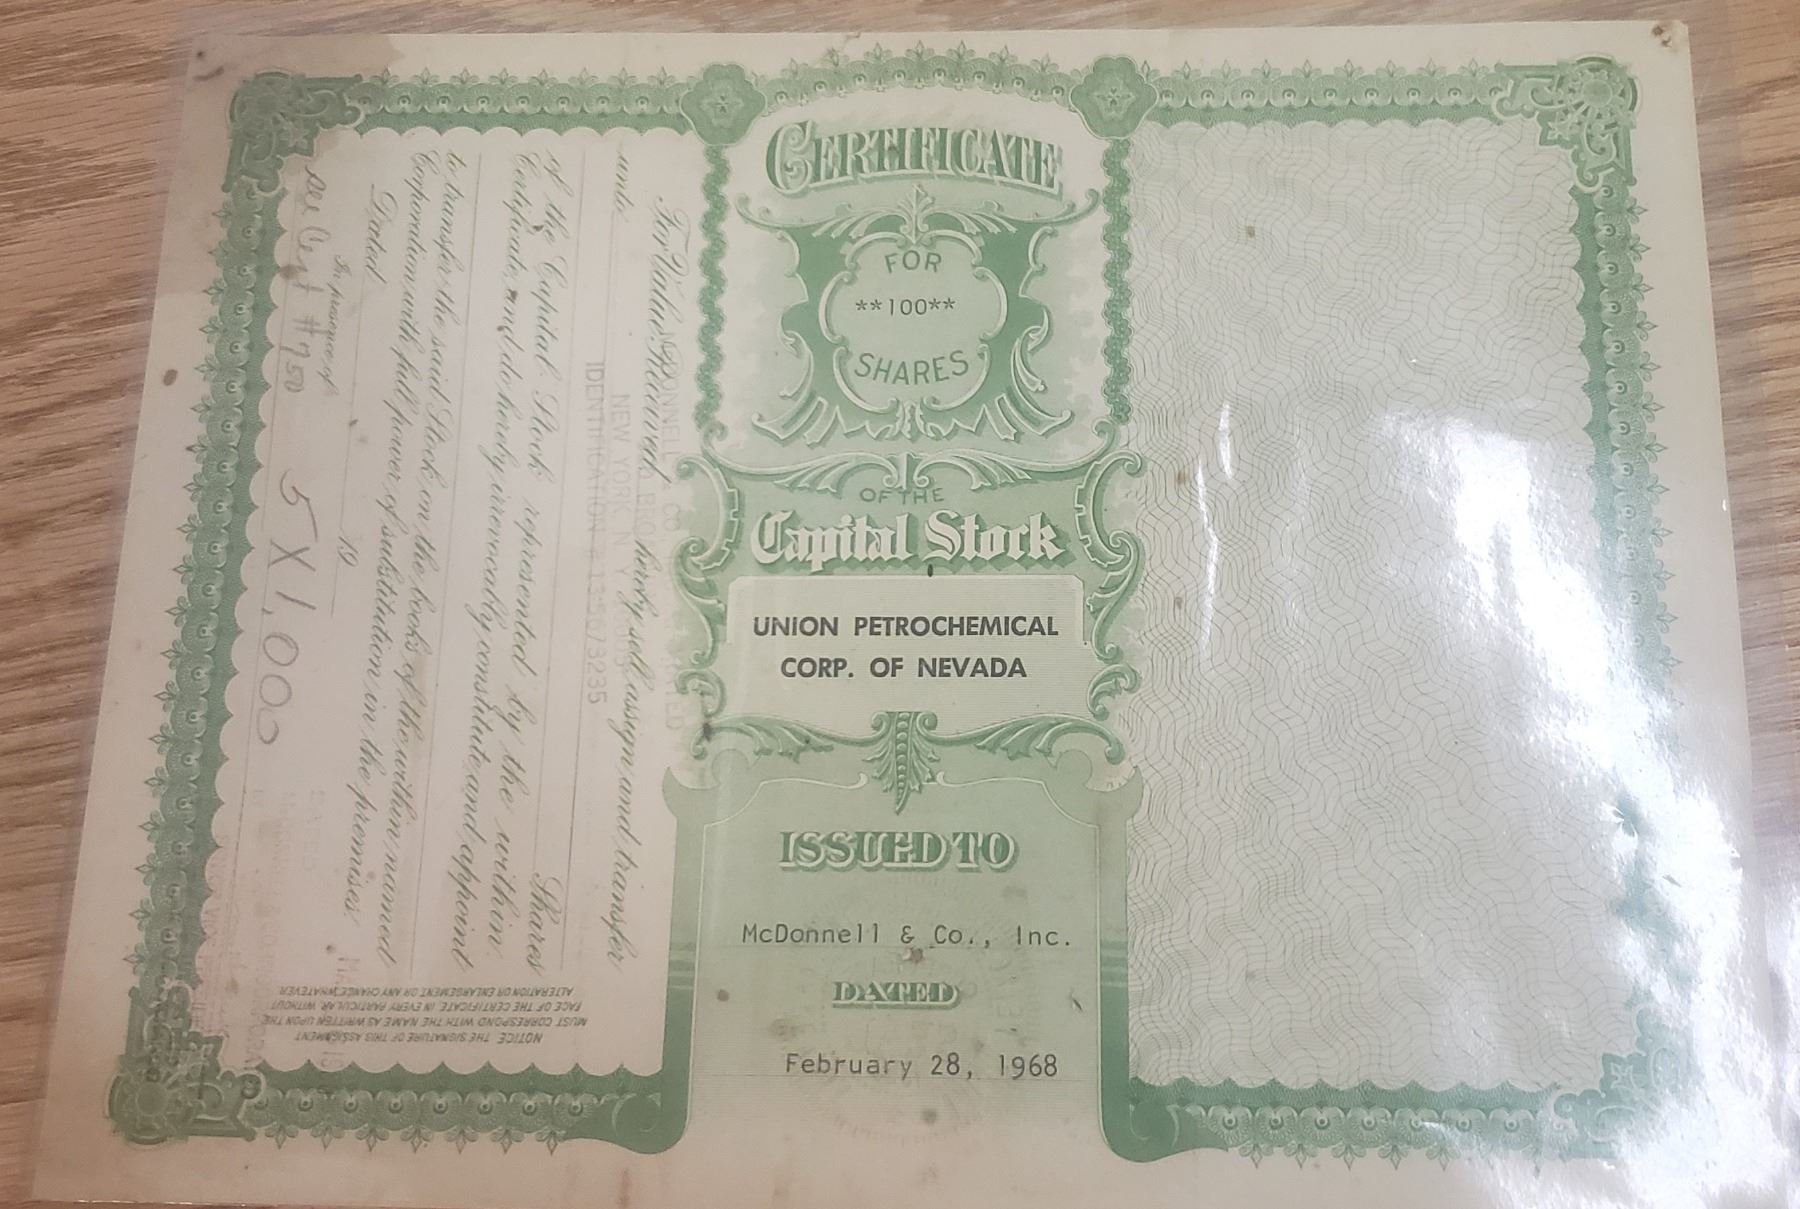 CERTIFICATE
FOR
**100**
SHARES
OF THE
Capital Stock
UNION PETROCHEMICAL
CORP. OF NEVADA
ISSUED TO
McDonnell & Co., Inc.
DATED
February 28, 1968
For Value Received hereby sell, assign and transfer
unto
Shares
of the Capital Stock represented by the within
Certificate, and do hereby irrevocably constitute and appoint
to transfer the said Stock on the books of the within named
Corporation with full power of substitution in the premises.
Dated 19
In presence of
5 X 1,000
NEW YORK, N. Y.
IDENTIFICATION # 13-5673235
NOTICE. THE SIGNATURE OF THIS ASSIGNMENT
MUST CORRESPOND WITH THE NAME AS WRITTEN UPON THE
FACE OF THE CERTIFICATE IN EVERY PARTICULAR WITHOUT
ALTERATION OR ENLARGEMENT OR ANY CHANGE WHATEVER.